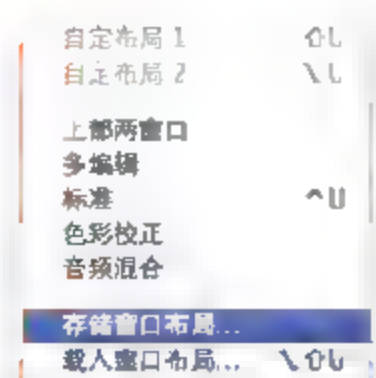 自定布局 1 ⇧U
自定布局 2 ⌥U
上部两窗口
多编辑
标准 ^U
色彩校正
音频混合
存储窗口布局...
载入窗口布局... ⌥⇧U